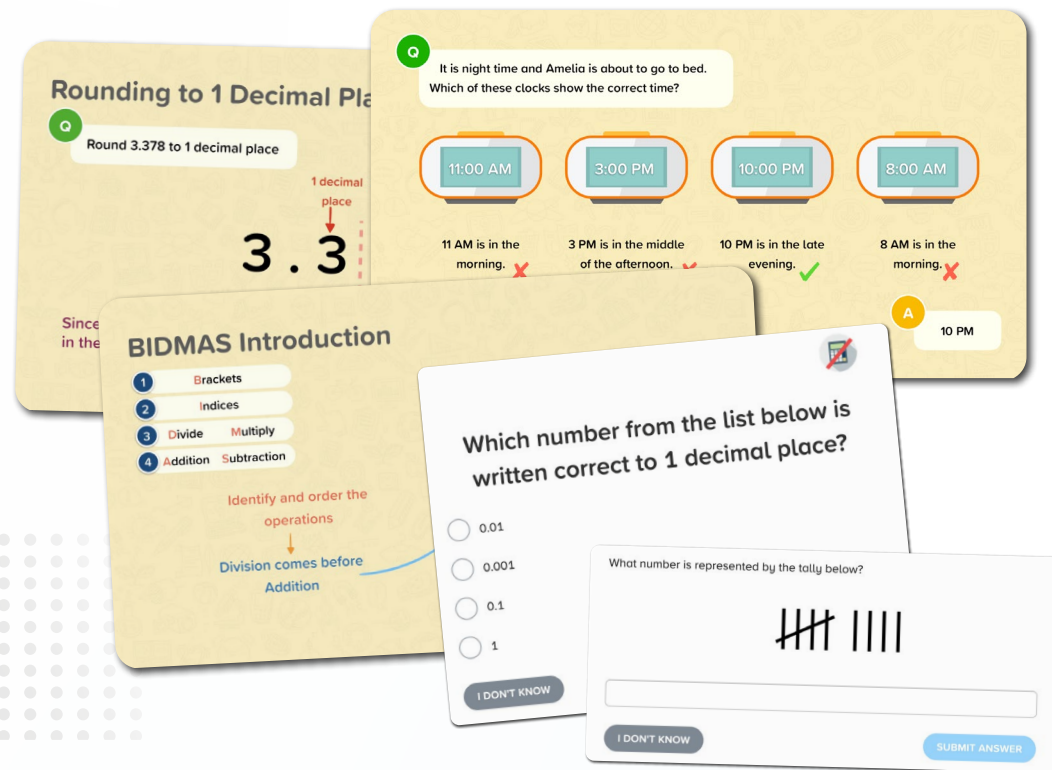 Rounding to 1 Decimal
Q
Round 3.378 to 1 decimal place
1 decimal
place
3.3
Since
in the
Q
It is night time and Amelia is about to go to bed.
Which of these clocks show the correct time?
11:00 AM
3:00 PM
10:00 PM
8:00 AM
11 AM is in the
morning.
3 PM is in the middle
of the afternoon.
10 PM is in the late
evening.
8 AM is in the
morning.
A
10 PM
BIDMAS Introduction
1 Brackets
2 Indices
3 Divide Multiply
4 Addition Subtraction
Identify and order the
operations
Division comes before
Addition
Which number from the list below is
written correct to 1 decimal place?
0.01
0.001
0.1
1
I DON'T KNOW
What number is represented by the tally below?
I DON'T KNOW
SUBMIT ANSWER